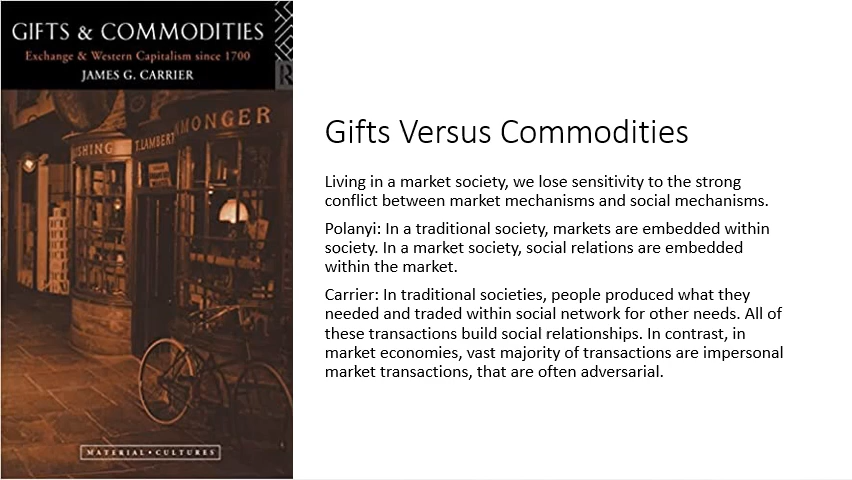 GIFTS & COMMODITIES
Exchange & Western Capitalism since 1700
JAMES G. CARRIER
R
MONGER
T.LAMBERT
SHING
MATERIAL • CULTURES
Gifts Versus Commodities
Living in a market society, we lose sensitivity to the strong
conflict between market mechanisms and social mechanisms.
Polanyi: In a traditional society, markets are embedded within
society. In a market society, social relations are embedded
within the market.
Carrier: In traditional societies, people produced what they
needed and traded within social network for other needs. All of
these transactions build social relationships. In contrast, in
market economies, vast majority of transactions are impersonal
market transactions, that are often adversarial.